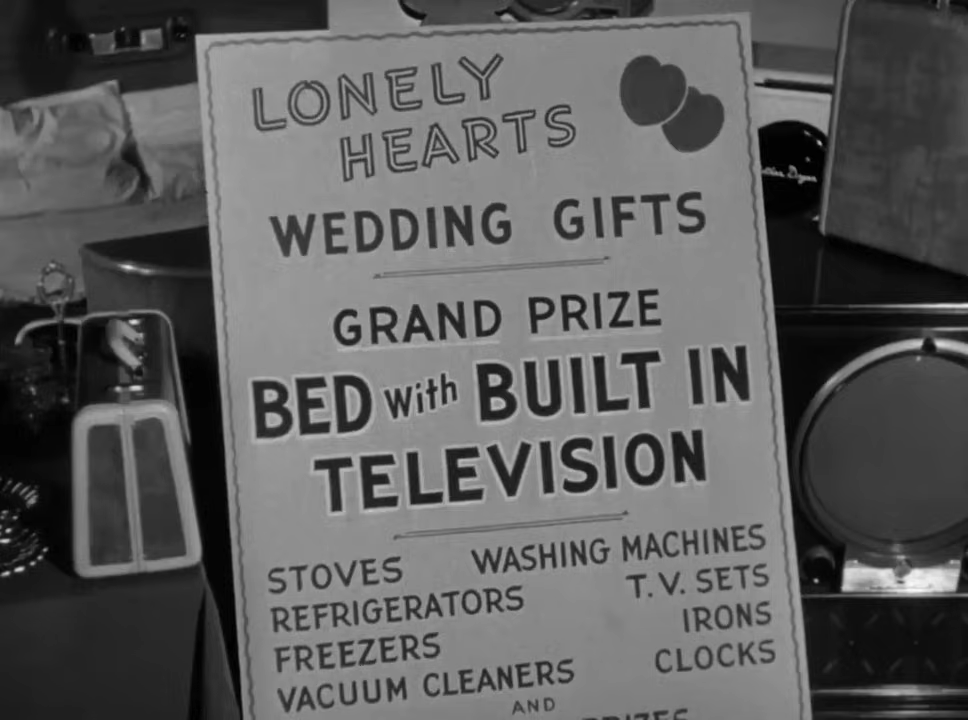 LONELY
HEARTS
WEDDING GIFTS
GRAND PRIZE
BED with BUILT IN
TELEVISION
STOVES WASHING MACHINES
REFRIGERATORS T.V. SETS
FREEZERS IRONS
VACUUM CLEANERS CLOCKS
AND
PRIZES